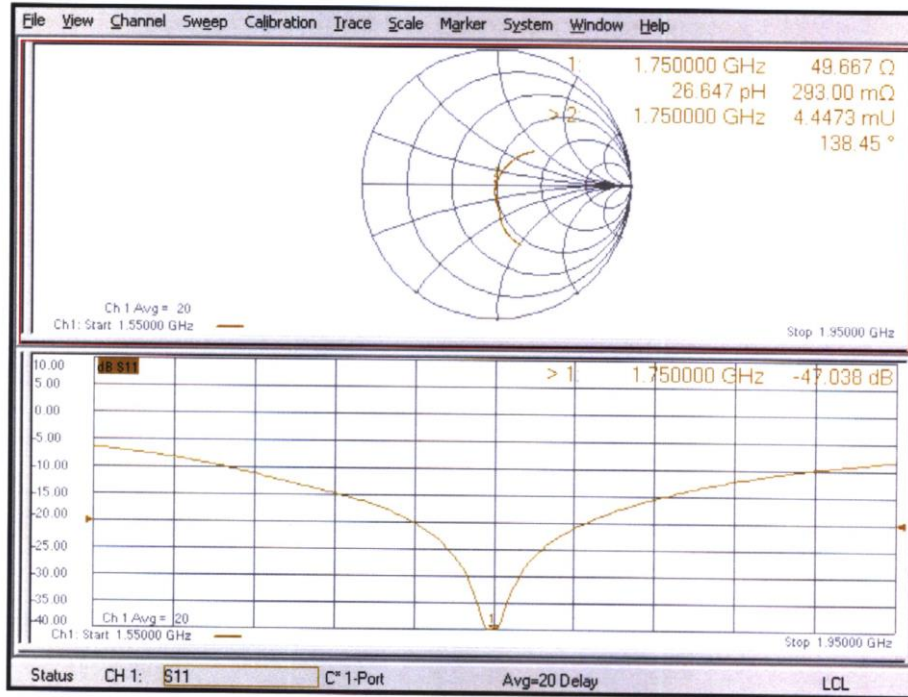 File View Channel Sweep Calibration Trace Scale Marker System Window Help
1: 1.750000 GHz 49.667 Ω
26.647 pH 293.00 mΩ
> 2: 1.750000 GHz 4.4473 mU
138.45 °
Ch 1 Avg = 20
Ch1: Start 1.55000 GHz
Stop 1.95000 GHz
10.00
dB S11
> 1: 1.750000 GHz -47.038 dB
5.00
0.00
-5.00
-10.00
-15.00
-20.00
-25.00
-30.00
-35.00
-40.00
1
Ch 1 Avg = 20
Ch1: Start 1.55000 GHz
Stop 1.95000 GHz
Status CH 1: S11 C* 1-Port Avg=20 Delay LCL